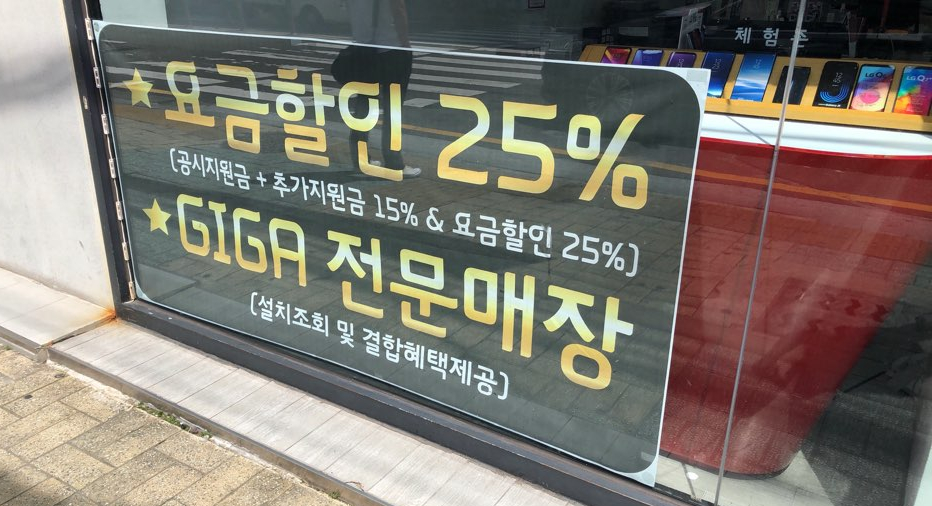 체험존
★요금할인 25%
(공시지원금 + 추가지원금 15% & 요금할인 25%)
★GIGA 전문매장
(설치조회 및 결합혜택제공)